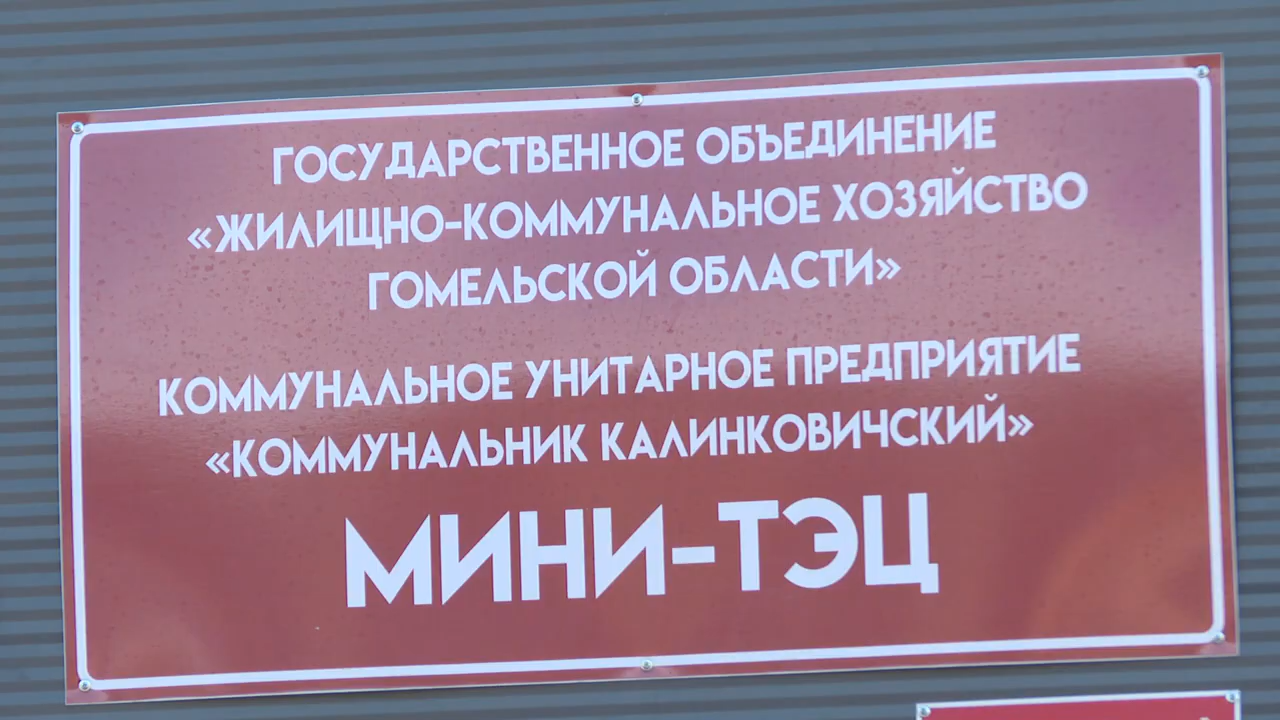 ГОСУДАРСТВЕННОЕ ОБЪЕДИНЕНИЕ
«ЖИЛИЩНО-КОММУНАЛЬНОЕ ХОЗЯЙСТВО
ГОМЕЛЬСКОЙ ОБЛАСТИ»
КОММУНАЛЬНОЕ УНИТАРНОЕ ПРЕДПРИЯТИЕ
«КОММУНАЛЬНИК КАЛИНКОВИЧСКИЙ»
МИНИ-ТЭЦ